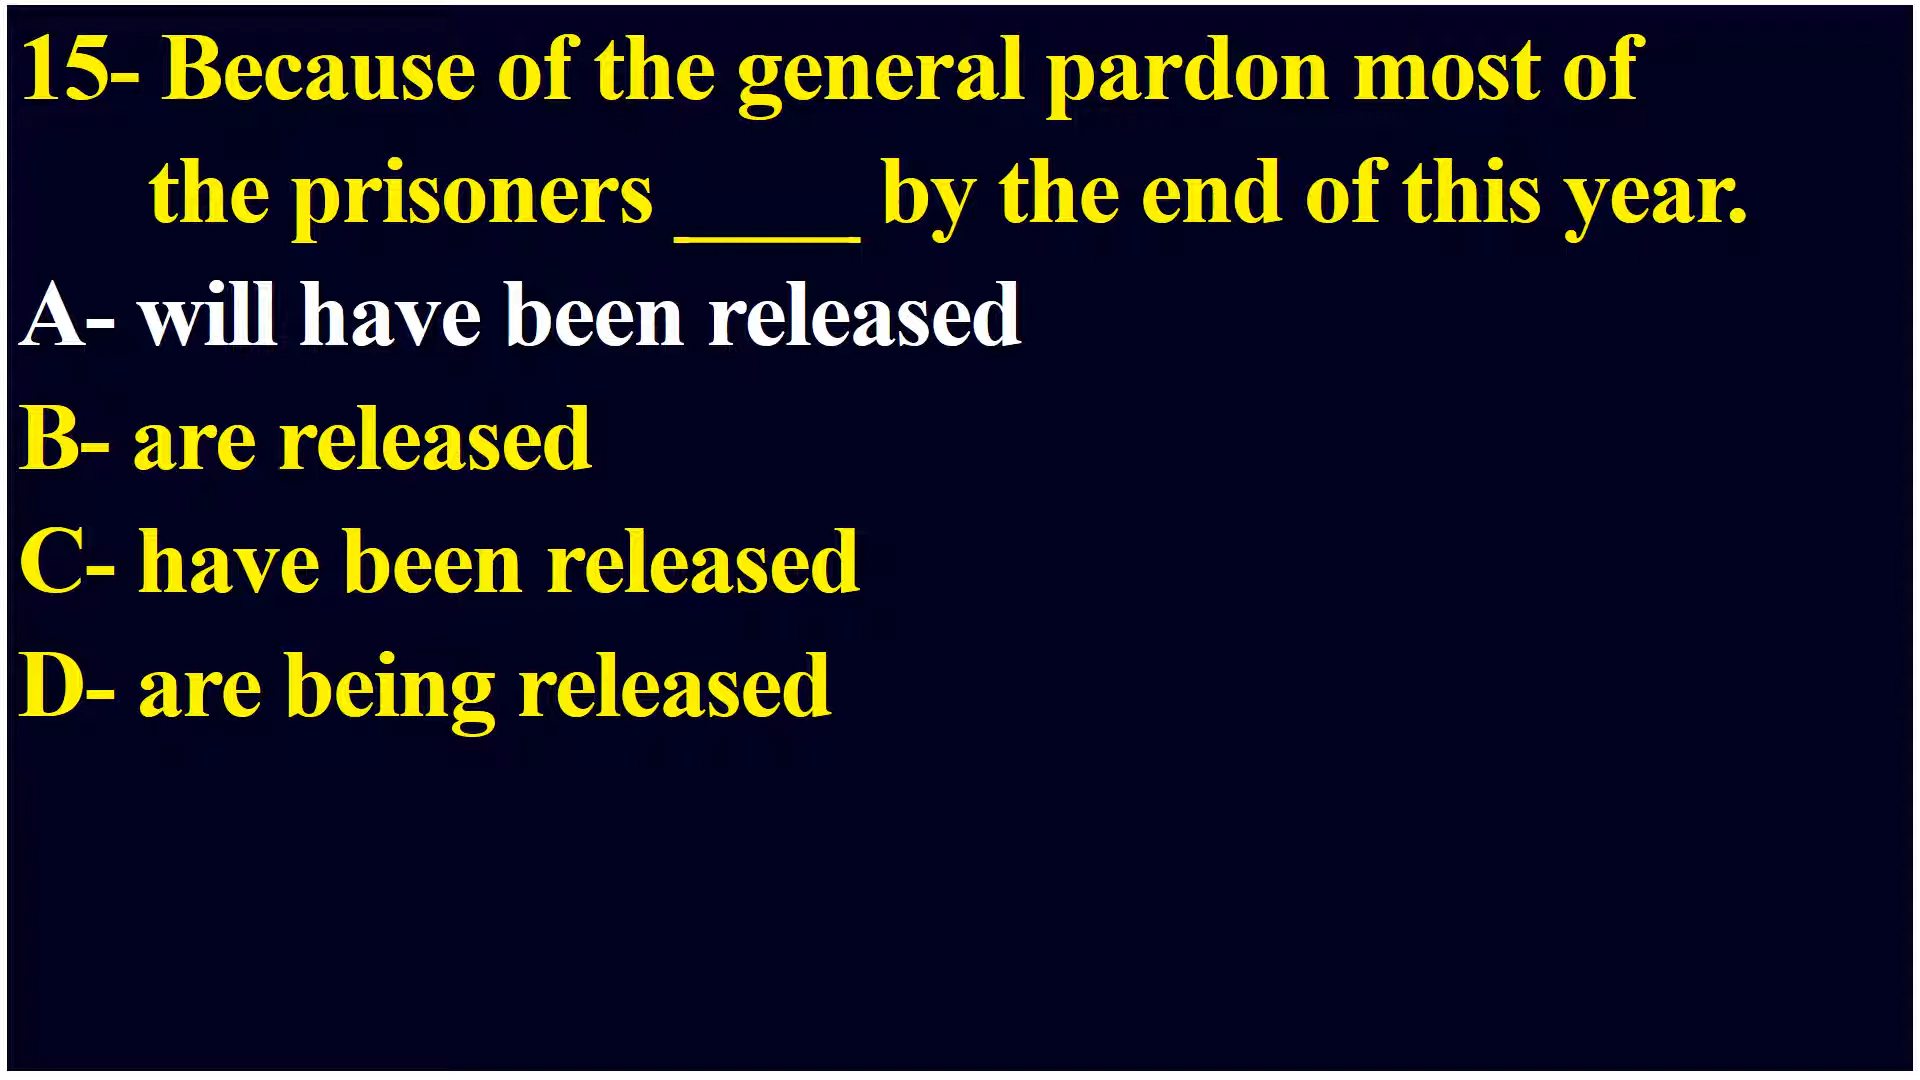 15- Because of the general pardon most of
the prisoners ____ by the end of this year.
A- will have been released
B- are released
C- have been released
D- are being released